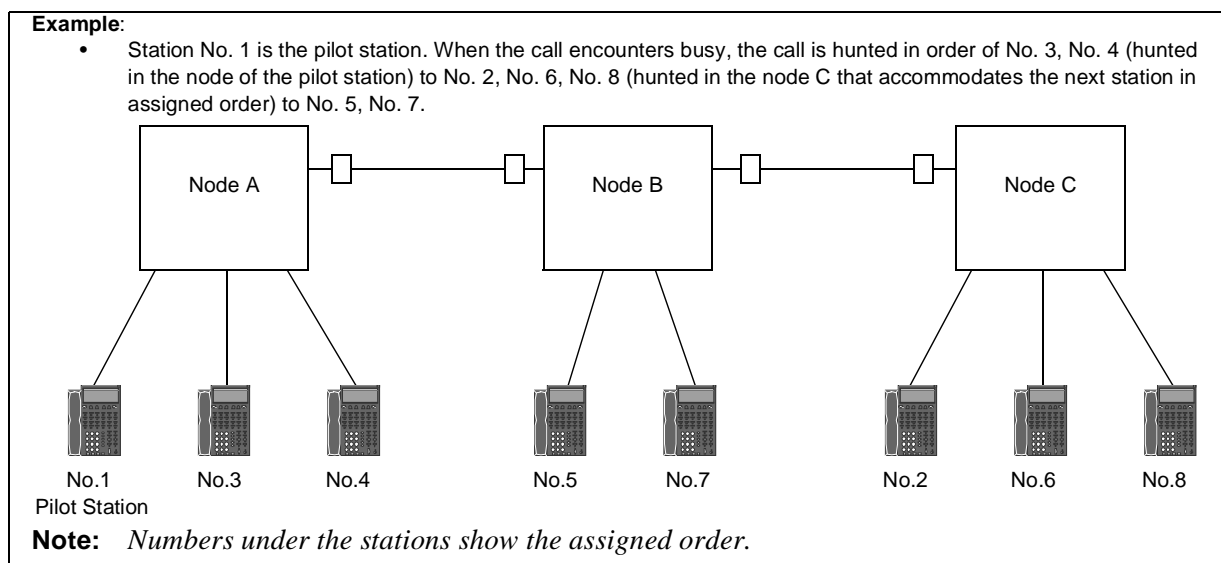 Example:
• Station No. 1 is the pilot station. When the call encounters busy, the call is hunted in order of No. 3, No. 4 (hunted
in the node of the pilot station) to No. 2, No. 6, No. 8 (hunted in the node C that accommodates the next station in
assigned order) to No. 5, No. 7.
Node A
Node B
Node C
No.1
No.3
No.4
No.5
No.7
No.2
No.6
No.8
Pilot Station
Note: Numbers under the stations show the assigned order.